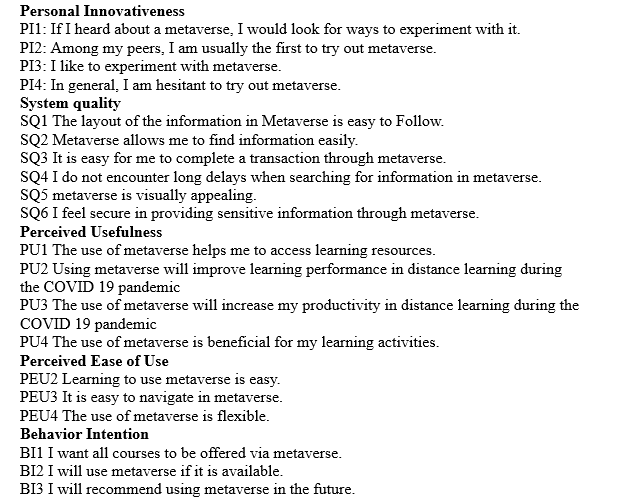 Personal Innovativeness
PI1: If I heard about a metaverse, I would look for ways to experiment with it.
PI2: Among my peers, I am usually the first to try out metaverse.
PI3: I like to experiment with metaverse.
PI4: In general, I am hesitant to try out metaverse.
System quality
SQ1 The layout of the information in Metaverse is easy to Follow.
SQ2 Metaverse allows me to find information easily.
SQ3 It is easy for me to complete a transaction through metaverse.
SQ4 I do not encounter long delays when searching for information in metaverse.
SQ5 metaverse is visually appealing.
SQ6 I feel secure in providing sensitive information through metaverse.
Perceived Usefulness
PU1 The use of metaverse helps me to access learning resources.
PU2 Using metaverse will improve learning performance in distance learning during
the COVID 19 pandemic
PU3 The use of metaverse will increase my productivity in distance learning during the
COVID 19 pandemic
PU4 The use of metaverse is beneficial for my learning activities.
Perceived Ease of Use
PEU2 Learning to use metaverse is easy.
PEU3 It is easy to navigate in metaverse.
PEU4 The use of metaverse is flexible.
Behavior Intention
BI1 I want all courses to be offered via metaverse.
BI2 I will use metaverse if it is available.
BI3 I will recommend using metaverse in the future.